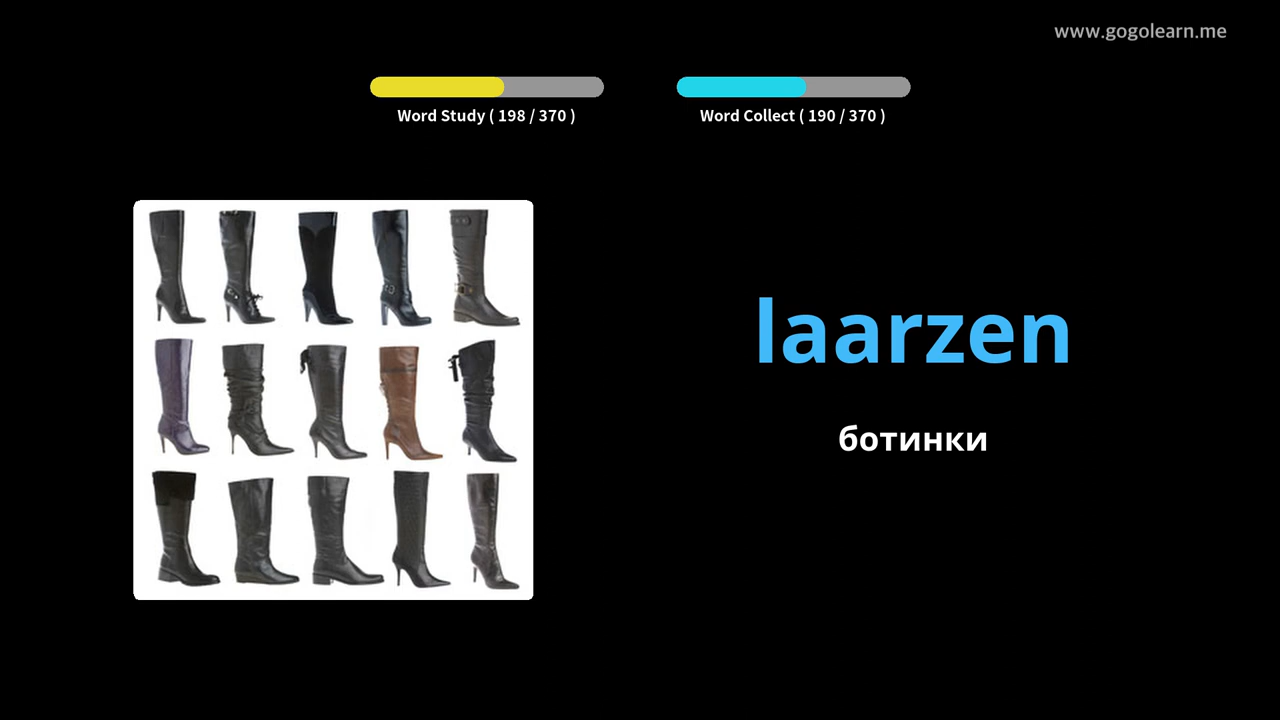 www.gogolearn.me
Word Study ( 198 / 370 )
Word Collect ( 190 / 370 )
laarzen
ботинки